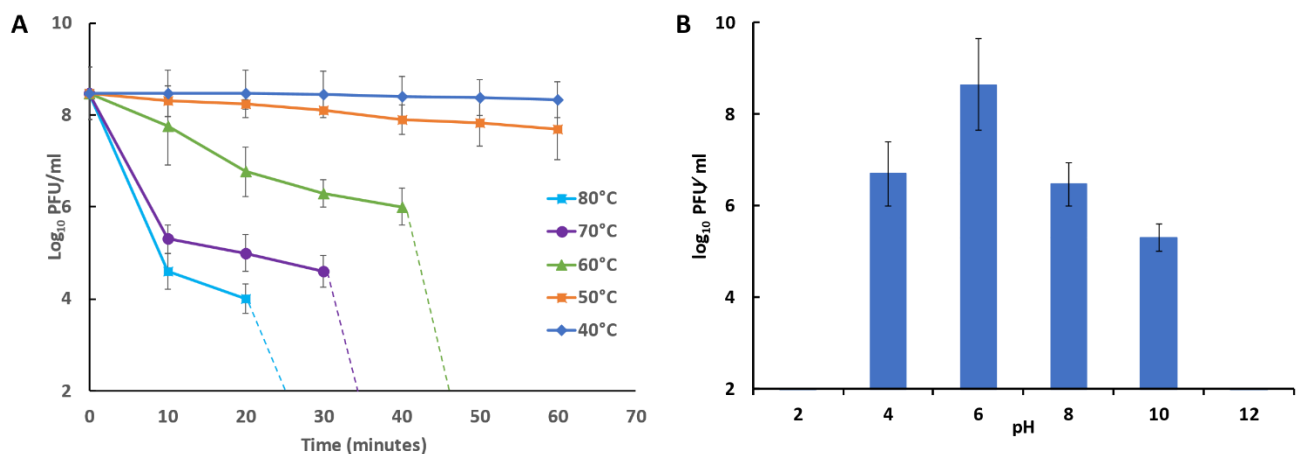 A
10
8
6
4
2
Log₁₀ PFU/ml
0 10 20 30 40 50 60 70
Time (minutes)
80°C
70°C
60°C
50°C
40°C
B
10
8
6
4
2
log₁₀ PFU/ ml
2 4 6 8 10 12
pH